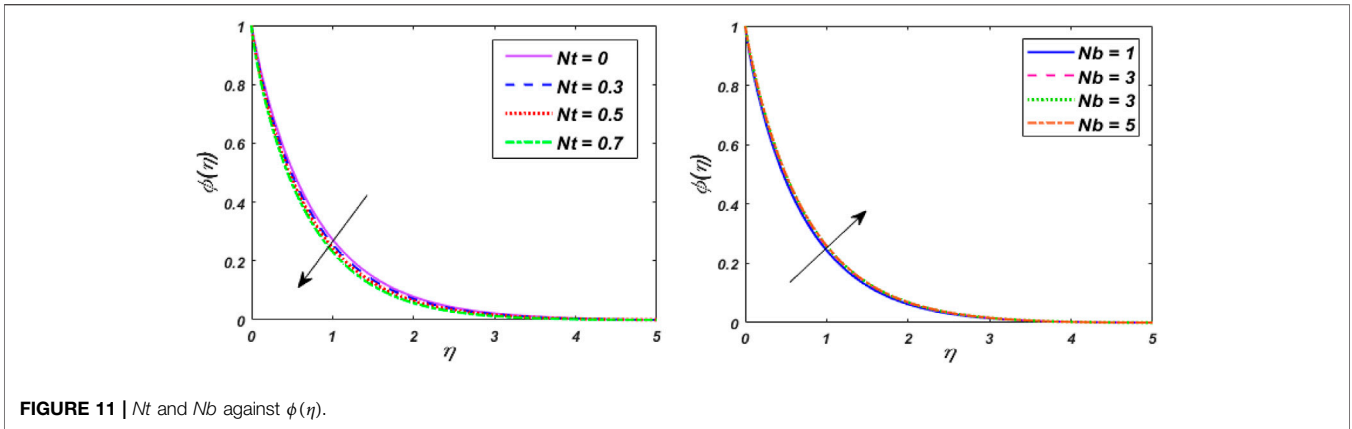 1
0.8
0.6
0.4
0.2
0
ϕ(η)
0 1 2 3 4 5
η
Nt = 0
Nt = 0.3
Nt = 0.5
Nt = 0.7
1
0.8
0.6
0.4
0.2
0
ϕ(η)
0 1 2 3 4 5
η
Nb = 1
Nb = 3
Nb = 3
Nb = 5
FIGURE 11 | Nt and Nb against ϕ(η).